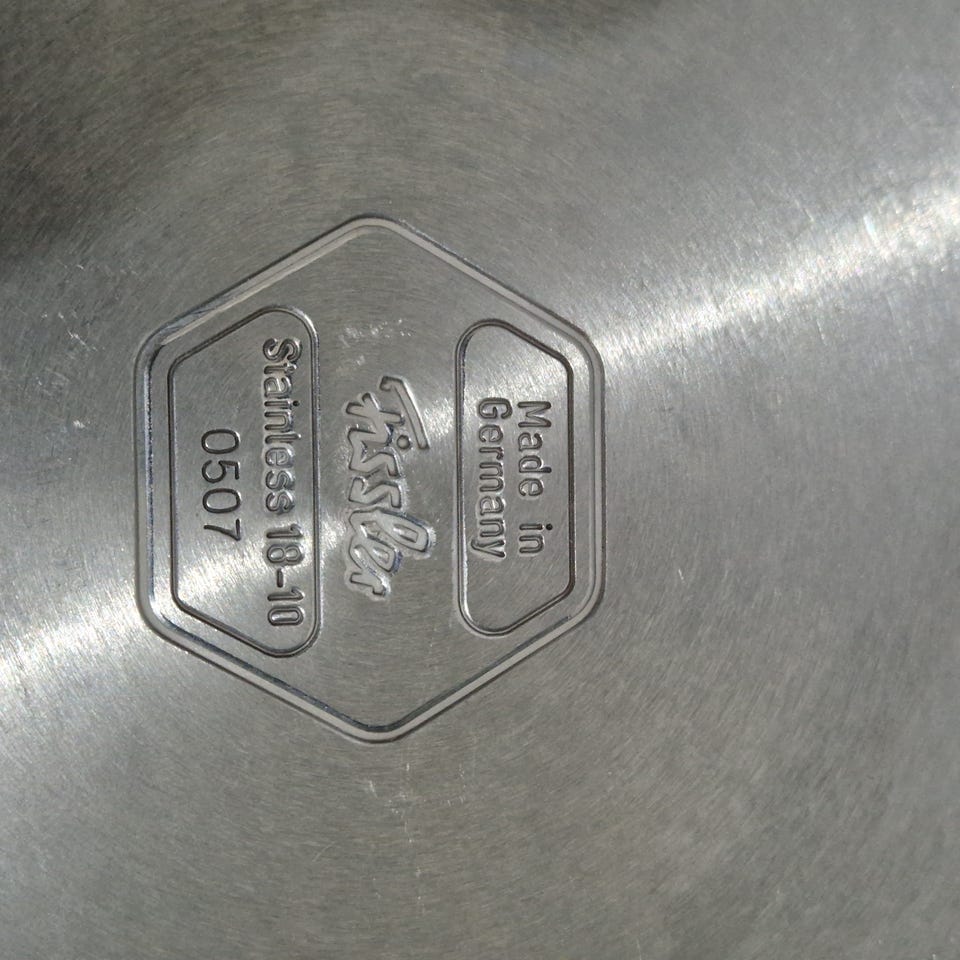 Made in
Germany
Fissler
Stainless 18-10
0507